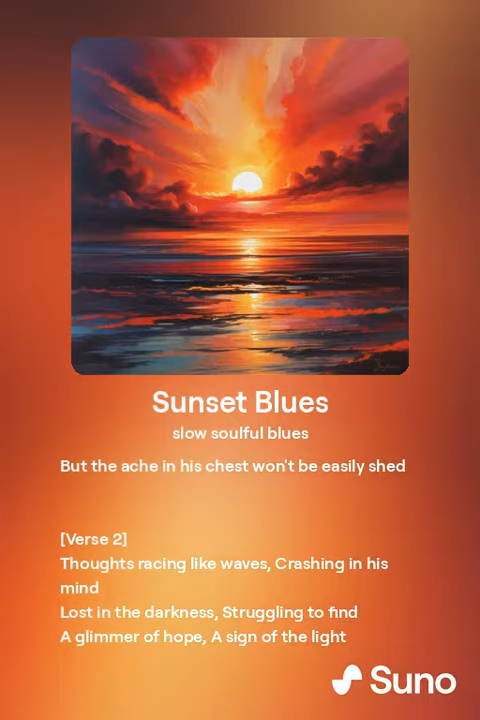 Sunset Blues
slow soulful blues
But the ache in his chest won't be easily shed
[Verse 2]
Thoughts racing like waves, Crashing in his
mind
Lost in the darkness, Struggling to find
A glimmer of hope, A sign of the light
Suno